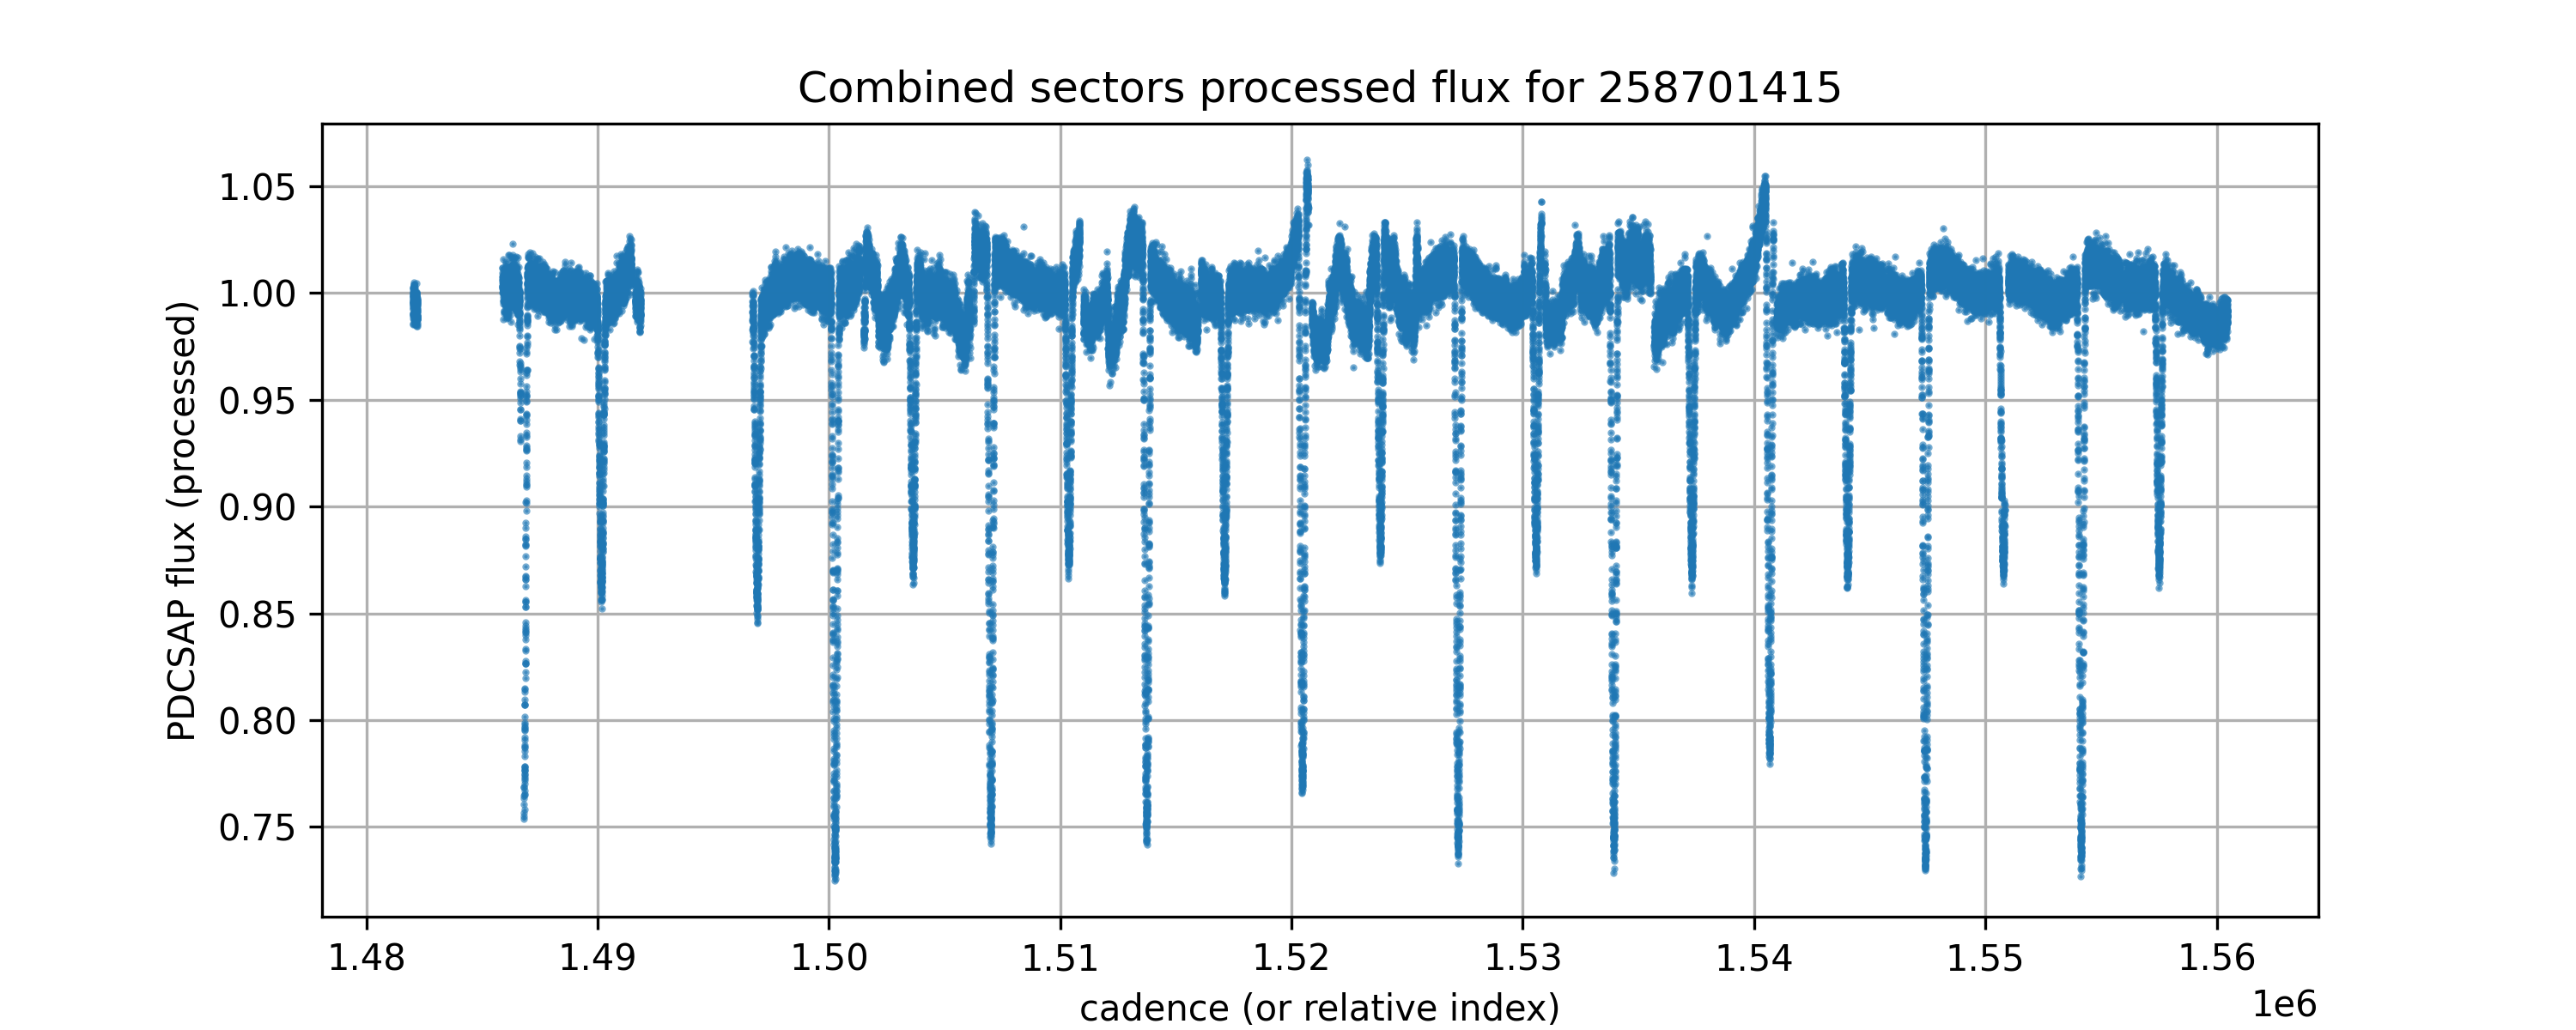 Combined sectors processed flux for 258701415
PDCSAP flux (processed)
1.05
1.00
0.95
0.90
0.85
0.80
0.75
1.48 1.49 1.50 1.51 1.52 1.53 1.54 1.55 1.56
1e6
cadence (or relative index)